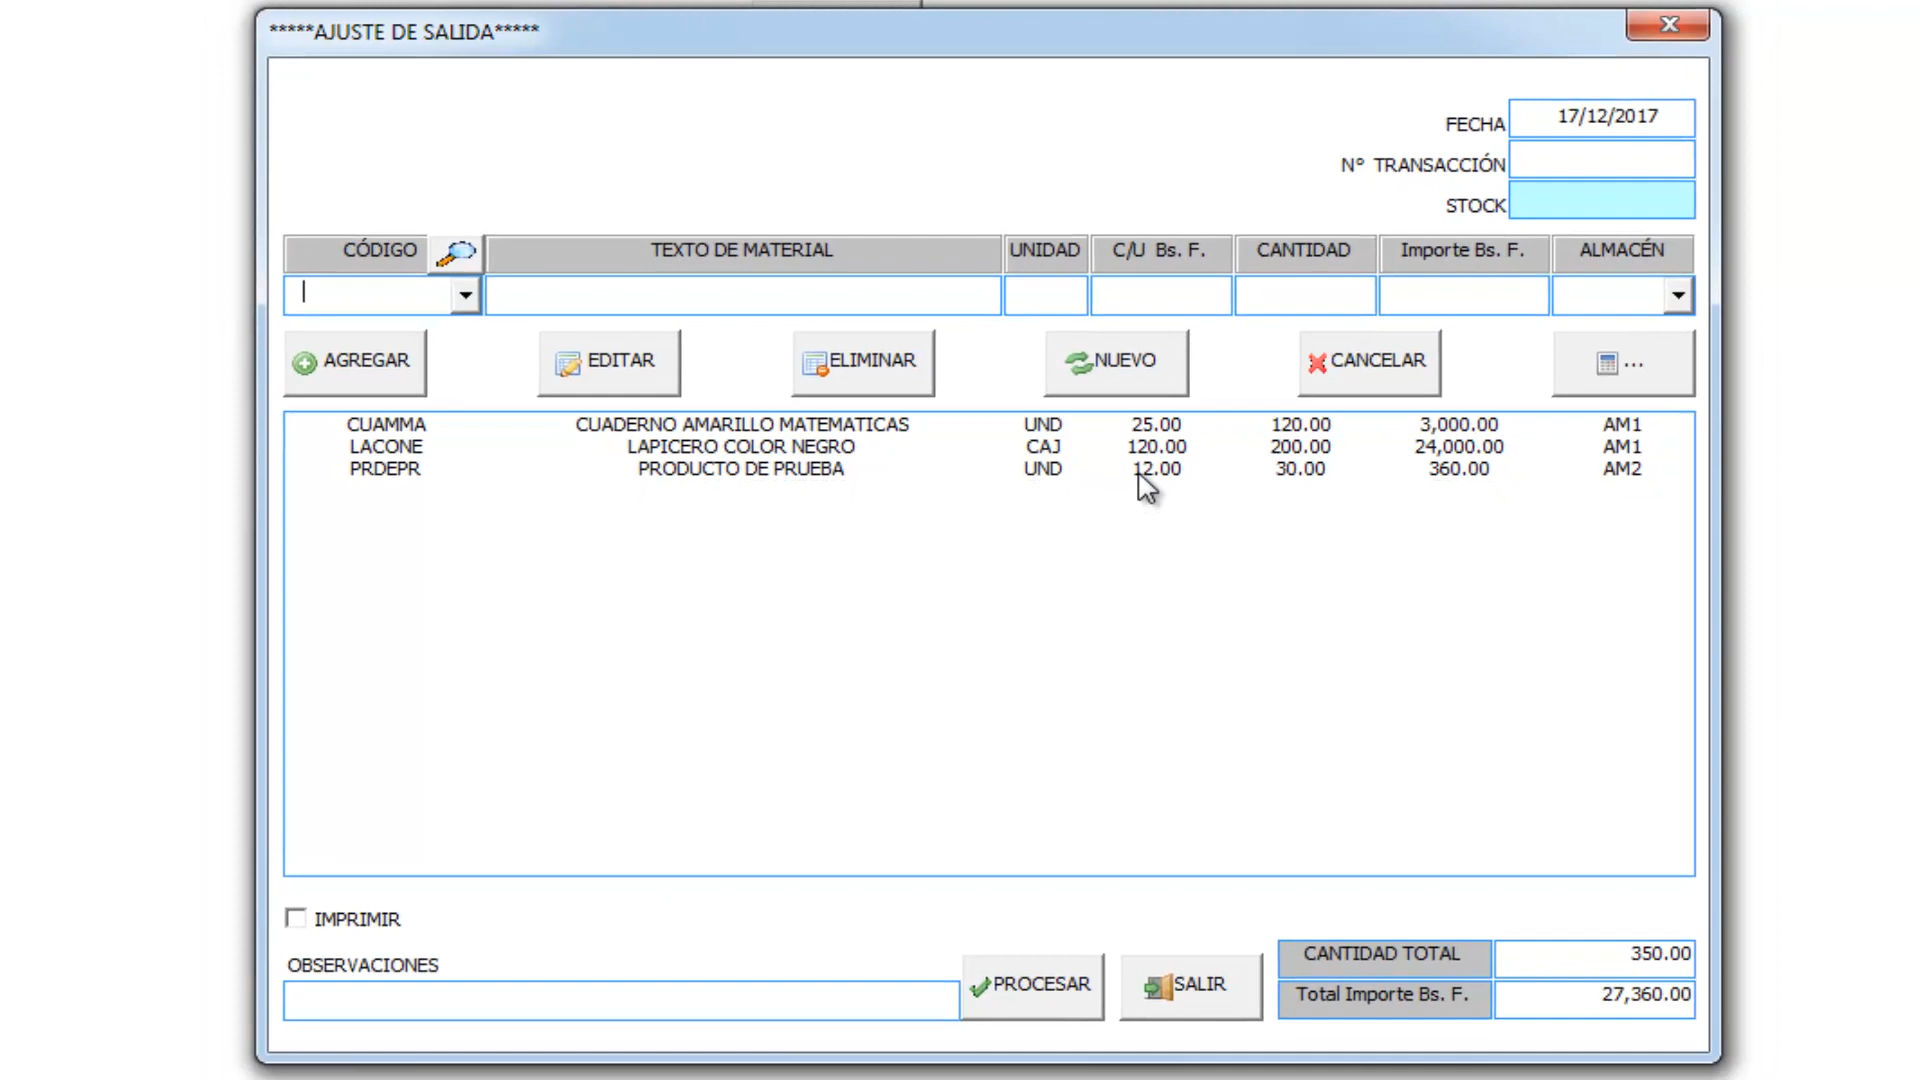 *****AJUSTE DE SALIDA*****
FECHA 17/12/2017
N° TRANSACCIÓN
STOCK
CÓDIGO TEXTO DE MATERIAL UNIDAD C/U Bs. F. CANTIDAD Importe Bs. F. ALMACÉN
AGREGAR EDITAR ELIMINAR NUEVO CANCELAR ...
CUAMMA CUADERNO AMARILLO MATEMATICAS UND 25.00 120.00 3,000.00 AM1
LACONE LAPICERO COLOR NEGRO CAJ 120.00 200.00 24,000.00 AM1
PRDEPR PRODUCTO DE PRUEBA UND 12.00 30.00 360.00 AM2
IMPRIMIR
OBSERVACIONES
PROCESAR SALIR
CANTIDAD TOTAL 350.00
Total Importe Bs. F. 27,360.00